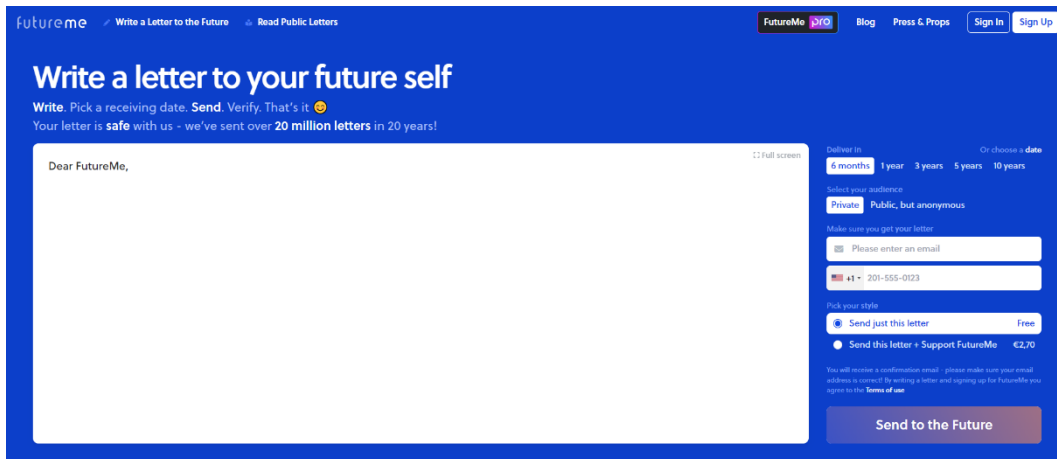 futureme
Write a Letter to the Future
Read Public Letters
FutureMe pro
Blog
Press & Props
Sign In
Sign Up
Write a letter to your future self
Write. Pick a receiving date. Send. Verify. That's it 😊
Your letter is safe with us - we've sent over 20 million letters in 20 years!
Dear FutureMe,
Full screen
Deliver in
Or choose a date
6 months 1 year 3 years 5 years 10 years
Select your audience
Private Public, but anonymous
Make sure you get your letter
Please enter an email
+1 201-555-0123
Pick your style
Send just this letter Free
Send this letter + Support FutureMe €2,70
You will receive a confirmation email - please make sure your email
address is correct! By writing a letter and signing up for FutureMe you
agree to the Terms of use
Send to the Future